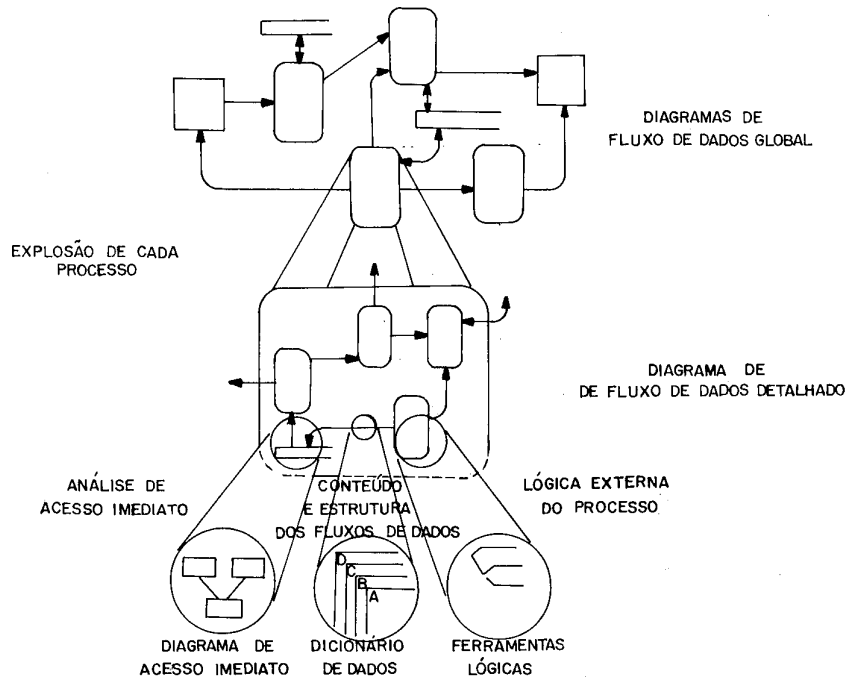 DIAGRAMAS DE
FLUXO DE DADOS GLOBAL
EXPLOSÃO DE CADA
PROCESSO
DIAGRAMA DE
DE FLUXO DE DADOS DETALHADO
ANÁLISE DE
ACESSO IMEDIATO
CONTEÚDO
E ESTRUTURA
DOS FLUXOS DE DADOS
LÓGICA EXTERNA
DO PROCESSO
D
C
B
A
DIAGRAMA DE
ACESSO IMEDIATO
DICIONÁRIO
DE DADOS
FERRAMENTAS
LÓGICAS